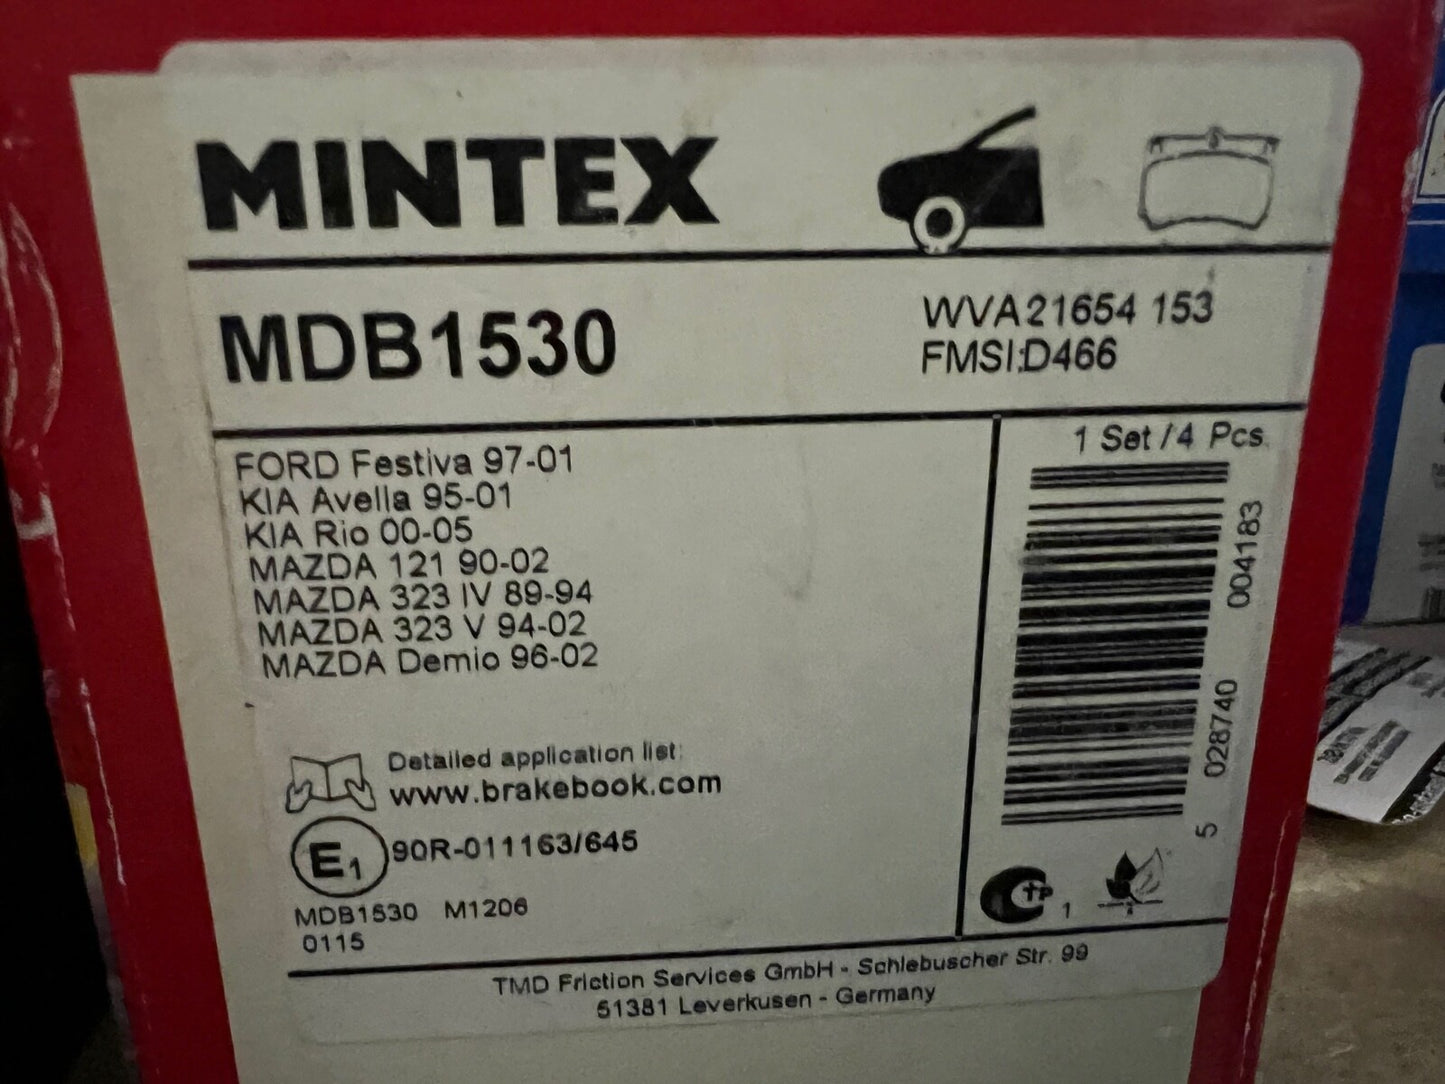 MINTEX
MDB1530
WVA21654 153
FMSI:D466
FORD Festiva 97-01
KIA Avella 95-01
KIA Rio 00-05
MAZDA 121 90-02
MAZDA 323 IV 89-94
MAZDA 323 V 94-02
MAZDA Demio 96-02
1 Set / 4 Pcs
5 028740 004183
Detailed application list:
www.brakebook.com
E1 90R-011163/645
MDB1530 M1206
0115
1
TMD Friction Services GmbH - Schlebuscher Str. 99
51381 Leverkusen - Germany